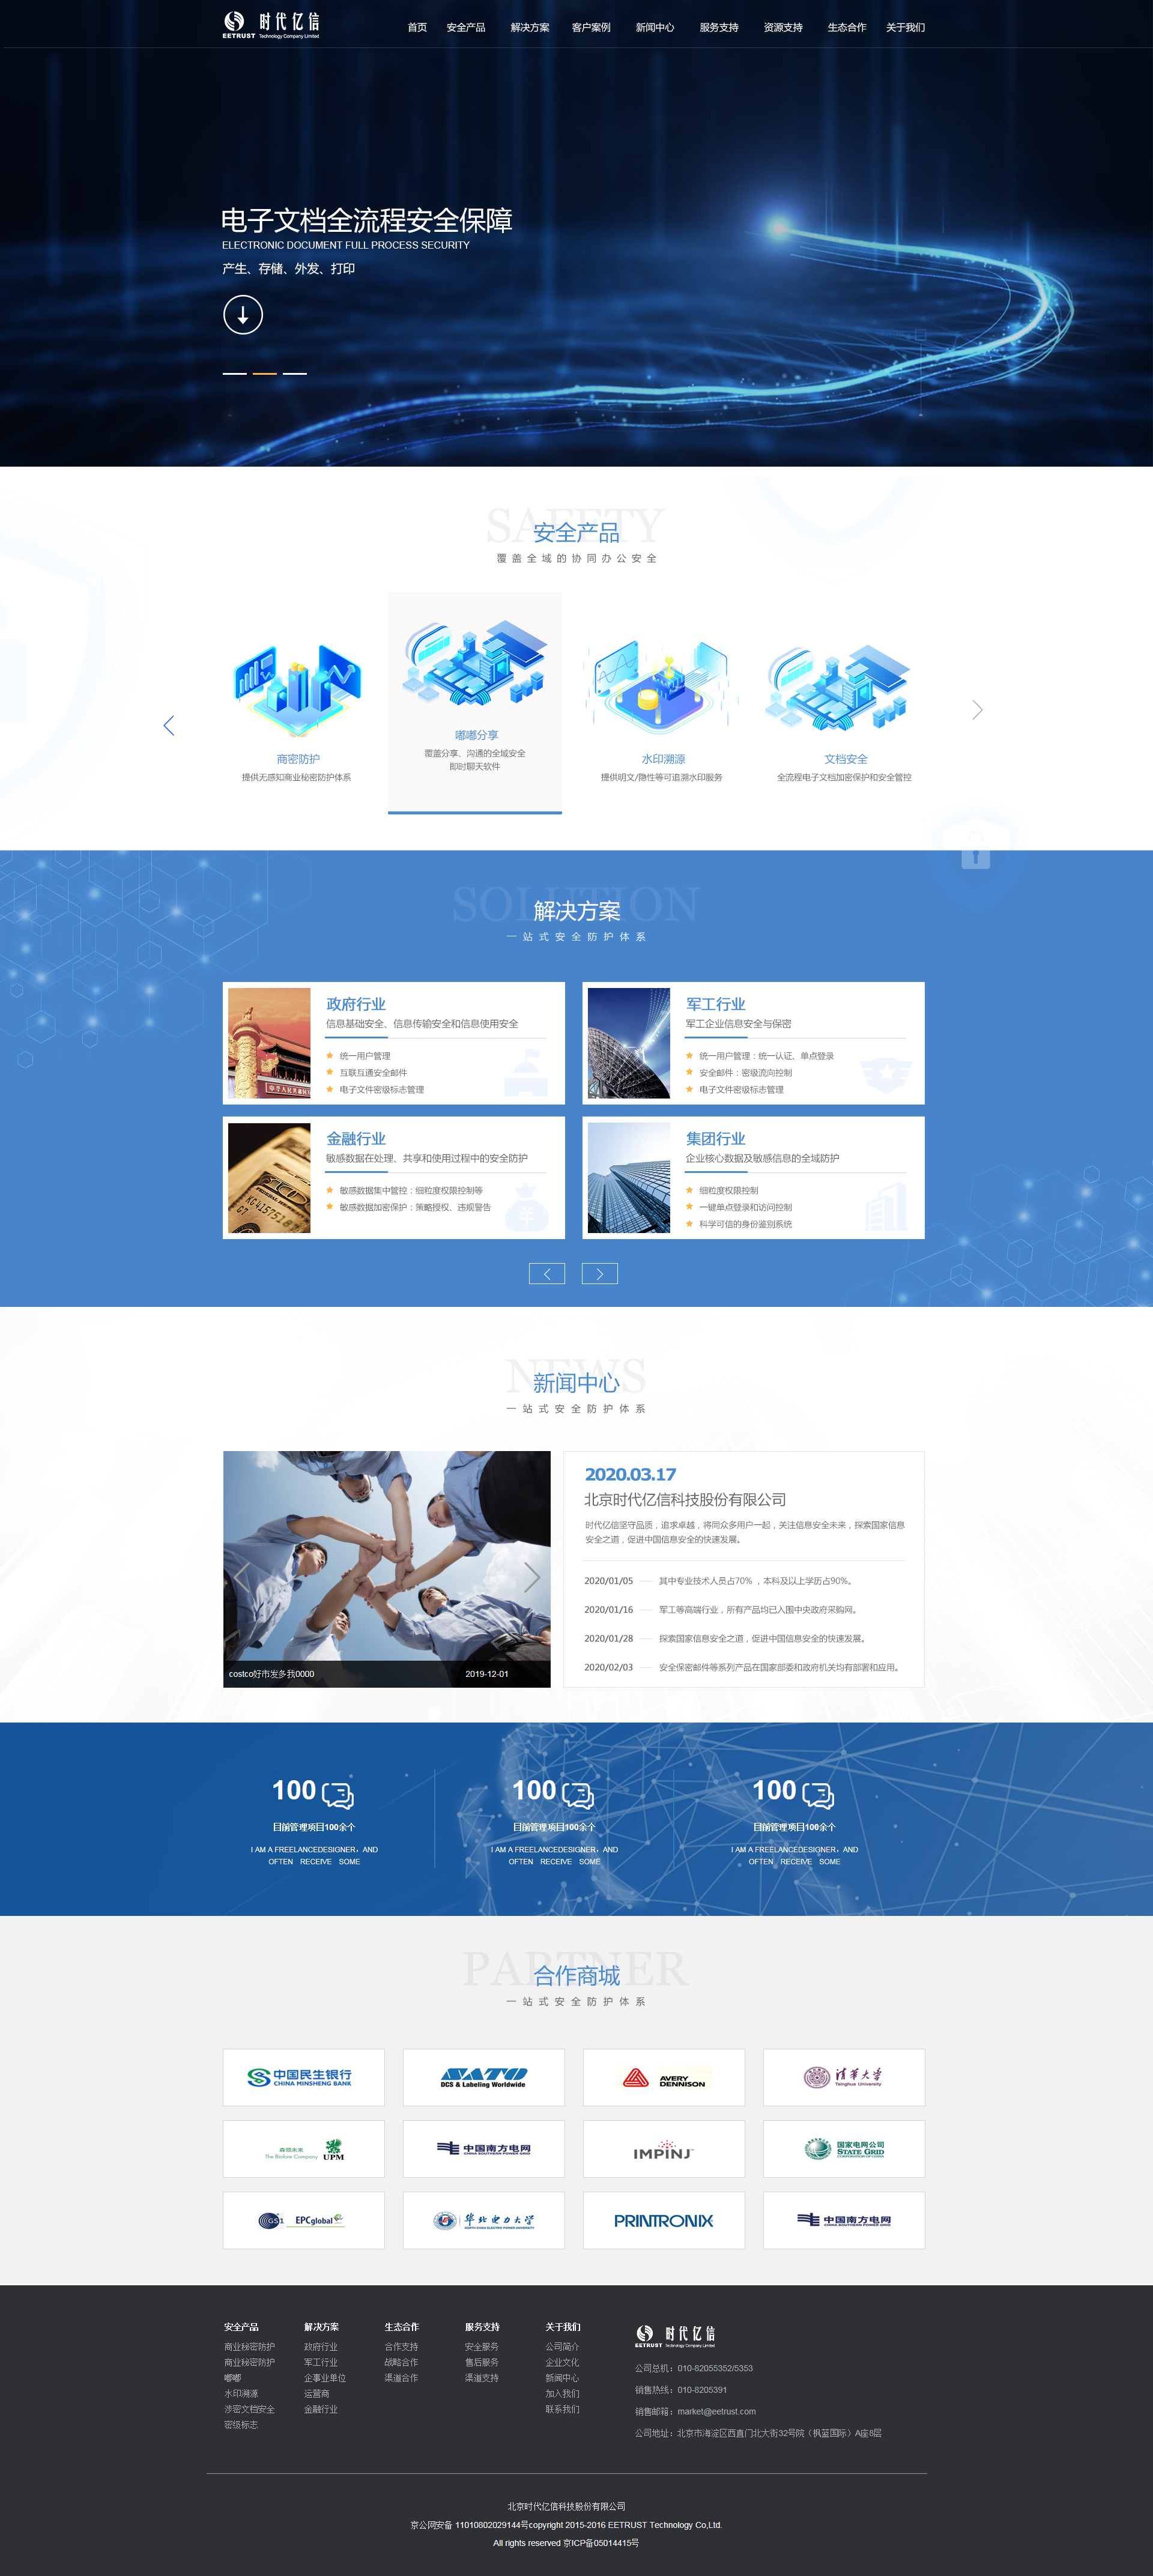 时代亿信
EETRUST Technology Company Limited
首页 安全产品 解决方案 客户案例 新闻中心 服务支持 资源支持 生态合作 关于我们
电子文档全流程安全保障
ELECTRONIC DOCUMENT FULL PROCESS SECURITY
产生、存储、外发、打印
SAFETY
安全产品
覆盖全域的协同办公安全
商密防护
提供无感知商业秘密防护体系
嘟嘟分享
覆盖分享、沟通的全域安全
即时聊天软件
水印溯源
提供明文/隐性等可追溯水印服务
文档安全
全流程电子文档加密保护和安全管控
SOLUTION
解决方案
一站式安全防护体系
政府行业
信息基础安全、信息传输安全和信息使用安全
统一用户管理
互联互通安全邮件
电子文件密级标志管理
军工行业
军工企业信息安全与保密
统一用户管理：统一认证、单点登录
安全邮件：密级流向控制
电子文件密级标志管理
金融行业
敏感数据在处理、共享和使用过程中的安全防护
敏感数据集中管控：细粒度权限控制等
敏感数据加密保护：策略授权、违规警告
集团行业
企业核心数据及敏感信息的全域防护
细粒度权限控制
一键单点登录和访问控制
科学可信的身份鉴别系统
NEWS
新闻中心
一站式安全防护体系
costco好市发多我0000 2019-12-01
2020.03.17
北京时代亿信科技股份有限公司
时代亿信坚守品质，追求卓越，将同众多用户一起，关注信息安全未来，探索国家信息
安全之道，促进中国信息安全的快速发展。
2020/01/05 其中专业技术人员占70% ，本科及以上学历占90%。
2020/01/16 军工等高端行业，所有产品均已入围中央政府采购网。
2020/01/28 探索国家信息安全之道，促进中国信息安全的快速发展。
2020/02/03 安全保密邮件等系列产品在国家部委和政府机关均有部署和应用。
100 100 100
目前管理项目100余个 目前管理项目100余个 目前管理项目100余个
I AM A FREELANCEDESIGNER，AND I AM A FREELANCEDESIGNER，AND I AM A FREELANCEDESIGNER，AND
OFTEN RECEIVE SOME OFTEN RECEIVE SOME OFTEN RECEIVE SOME
PARTNER
合作商城
一站式安全防护体系
中国民生银行
CHINA MINSHENG BANK
SATO
DCS & Labeling Worldwide
AVERY
DENNISON
清华大学
Tsinghua University
森领未来
The Biofore Company UPM
中国南方电网
CHINA SOUTHERN POWER GRID
IMPINJ
国家电网公司
STATE GRID
CORPORATION OF CHINA
GS1 EPCglobal
华北电力大学
NORTH CHINA ELECTRIC POWER UNIVERSITY
PRINTRONIX
中国南方电网
CHINA SOUTHERN POWER GRID
安全产品
商业秘密防护
商业秘密防护
嘟嘟
水印溯源
涉密文档安全
密级标志
解决方案
政府行业
军工行业
企事业单位
运营商
金融行业
生态合作
合作支持
战略合作
渠道合作
服务支持
安全服务
售后服务
渠道支持
关于我们
公司简介
企业文化
新闻中心
加入我们
联系我们
时代亿信
EETRUST Technology Company Limited
公司总机：010-82055352/5353
销售热线：010-8205391
销售邮箱：market@eetrust.com
公司地址：北京市海淀区西直门北大街32号院（枫蓝国际）A座8层
北京时代亿信科技股份有限公司
京公网安备 11010802029144号copyright 2015-2016 EETRUST Technology Co,Ltd.
All rights reserved 京ICP备05014415号